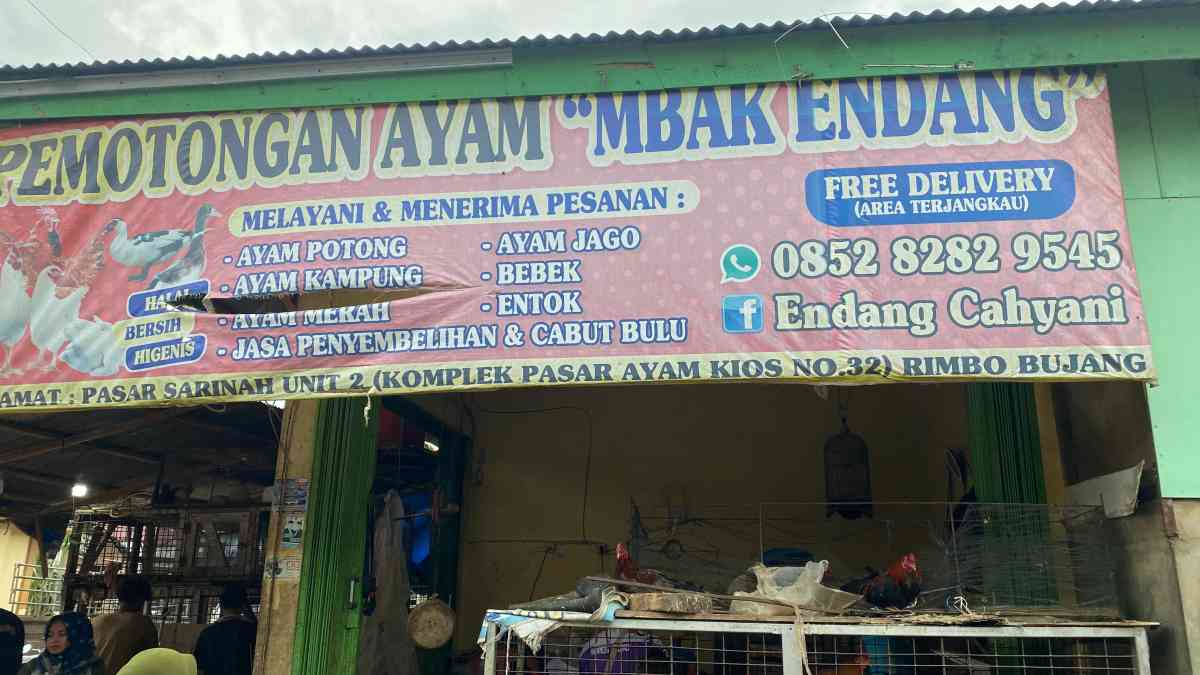 PEMOTONGAN AYAM "MBAK ENDANG"
MELAYANI & MENERIMA PESANAN :
- AYAM POTONG
- AYAM KAMPUNG
- AYAM MERAH
- AYAM JAGO
- BEBEK
- ENTOK
- JASA PENYEMBELIHAN & CABUT BULU
HALAL
BERSIH
HIGENIS
FREE DELIVERY
(AREA TERJANGKAU)
0852 8282 9545
f Endang Cahyani
AMAT : PASAR SARINAH UNIT 2 (KOMPLEK PASAR AYAM KIOS NO.32) RIMBO BUJANG